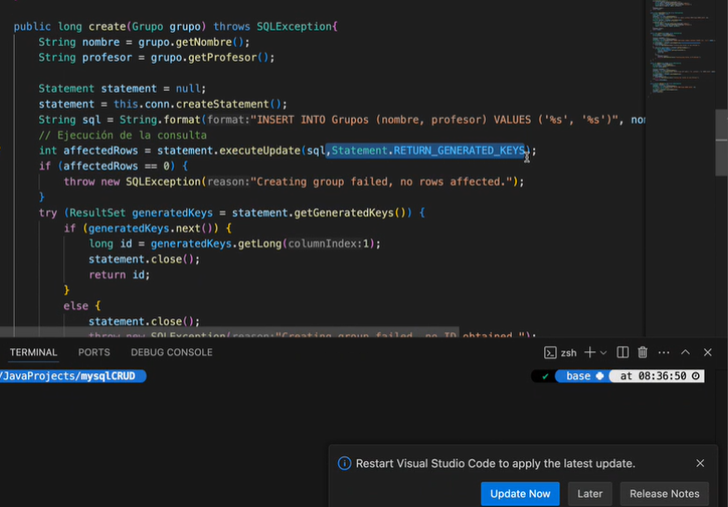 public long create(Grupo grupo) throws SQLException{
String nombre = grupo.getNombre();
String profesor = grupo.getProfesor();
Statement statement = null;
statement = this.conn.createStatement();
String sql = String.format(format:"INSERT INTO Grupos (nombre, profesor) VALUES ('%s', '%s')", nom
// Ejecución de la consulta
int affectedRows = statement.executeUpdate(sql,Statement.RETURN_GENERATED_KEYS);
if (affectedRows == 0) {
throw new SQLException(reason:"Creating group failed, no rows affected.");
}
try (ResultSet generatedKeys = statement.getGeneratedKeys()) {
if (generatedKeys.next()) {
long id = generatedKeys.getLong(columnIndex:1);
statement.close();
return id;
}
else {
statement.close();
throw new SQLException(reason:"Creating group failed, no ID obtained.");
TERMINAL PORTS DEBUG CONSOLE zsh
/JavaProjects/mysqlCRUD base at 08:36:50
Restart Visual Studio Code to apply the latest update.
Update Now Later Release Notes